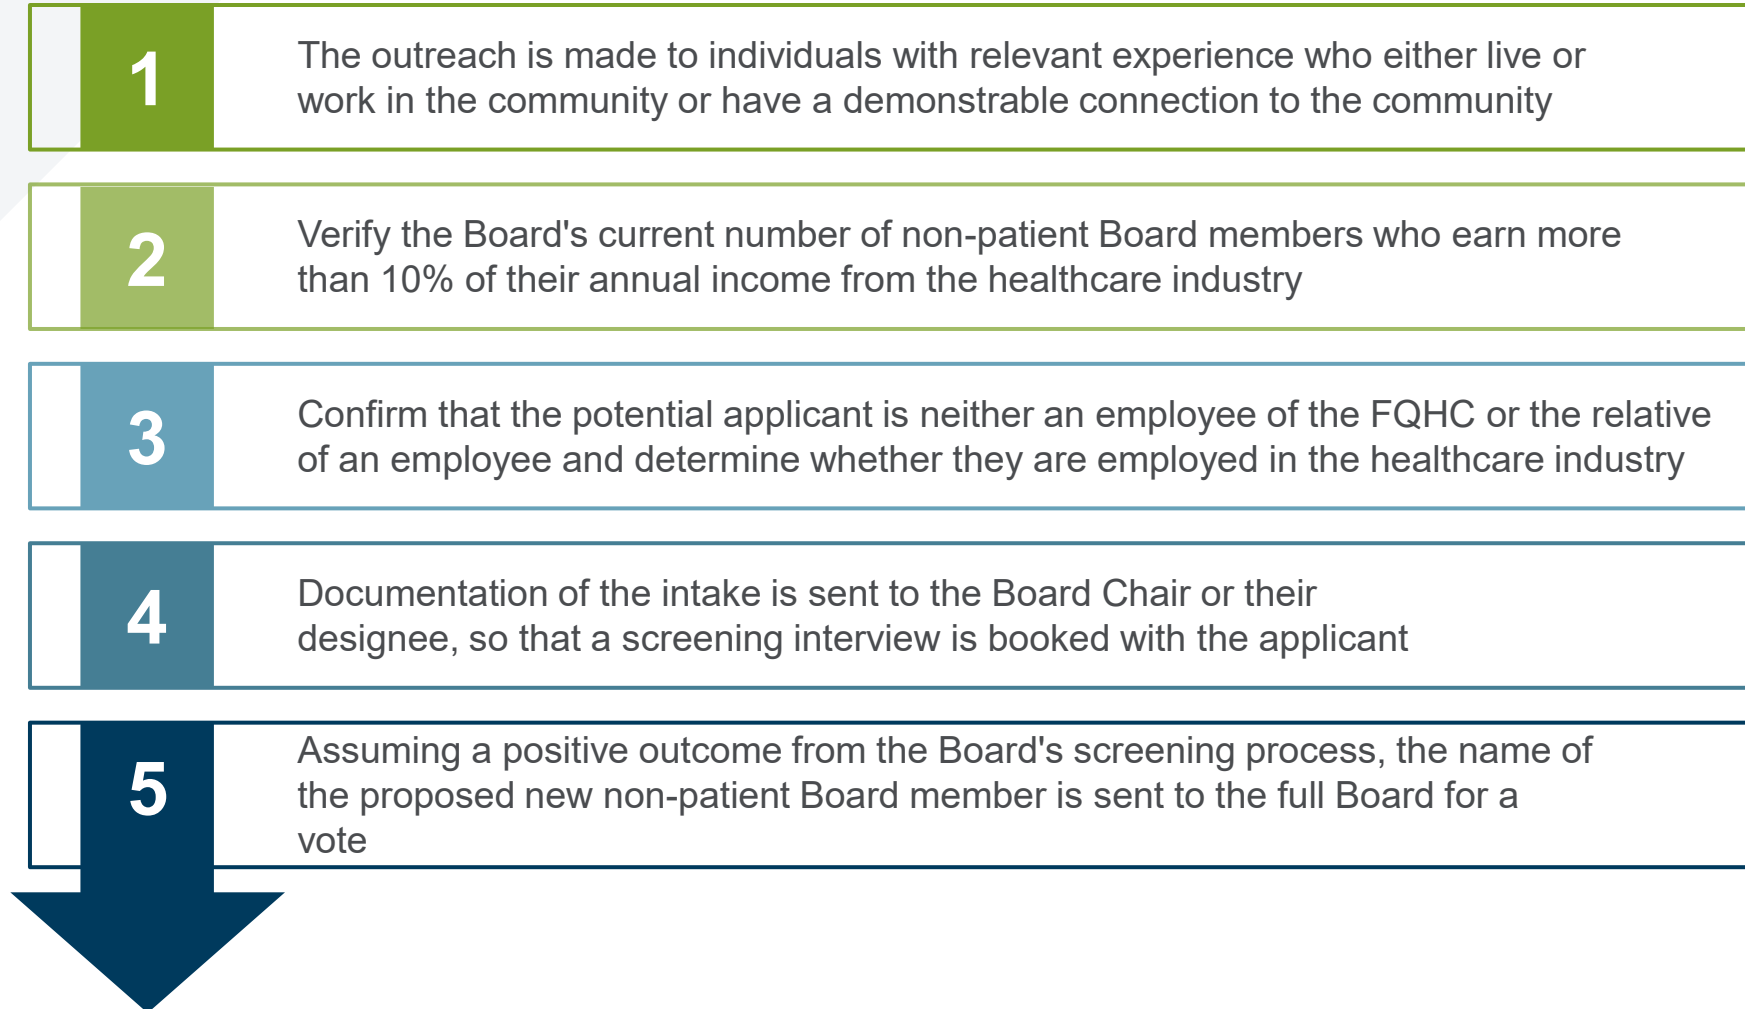 1
The outreach is made to individuals with relevant experience who either live or
work in the community or have a demonstrable connection to the community
2
Verify the Board's current number of non-patient Board members who earn more
than 10% of their annual income from the healthcare industry
3
Confirm that the potential applicant is neither an employee of the FQHC or the relative
of an employee and determine whether they are employed in the healthcare industry
4
Documentation of the intake is sent to the Board Chair or their
designee, so that a screening interview is booked with the applicant
5
Assuming a positive outcome from the Board's screening process, the name of
the proposed new non-patient Board member is sent to the full Board for a
vote